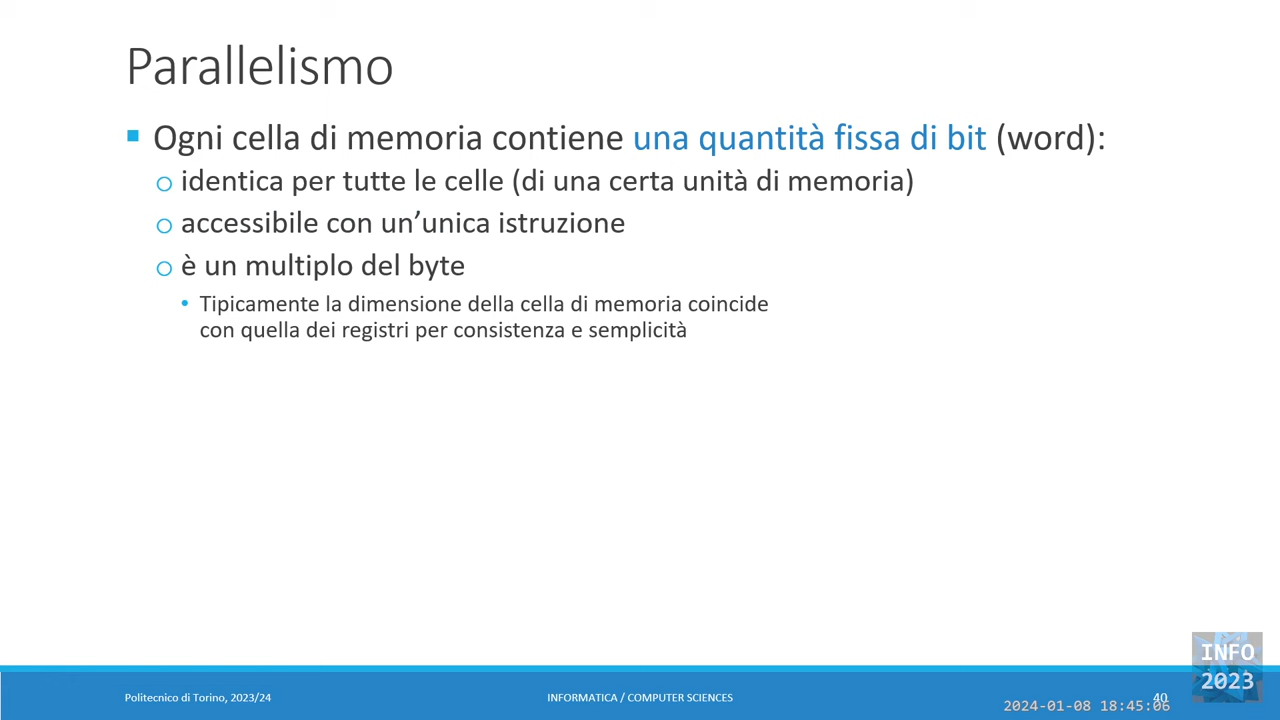 Parallelismo
Ogni cella di memoria contiene una quantità fissa di bit (word):
identica per tutte le celle (di una certa unità di memoria)
accessibile con un’unica istruzione
è un multiplo del byte
Tipicamente la dimensione della cella di memoria coincide
con quella dei registri per consistenza e semplicità
INFO
2023
Politecnico di Torino, 2023/24
INFORMATICA / COMPUTER SCIENCES
40
2024-01-08 18:45:06